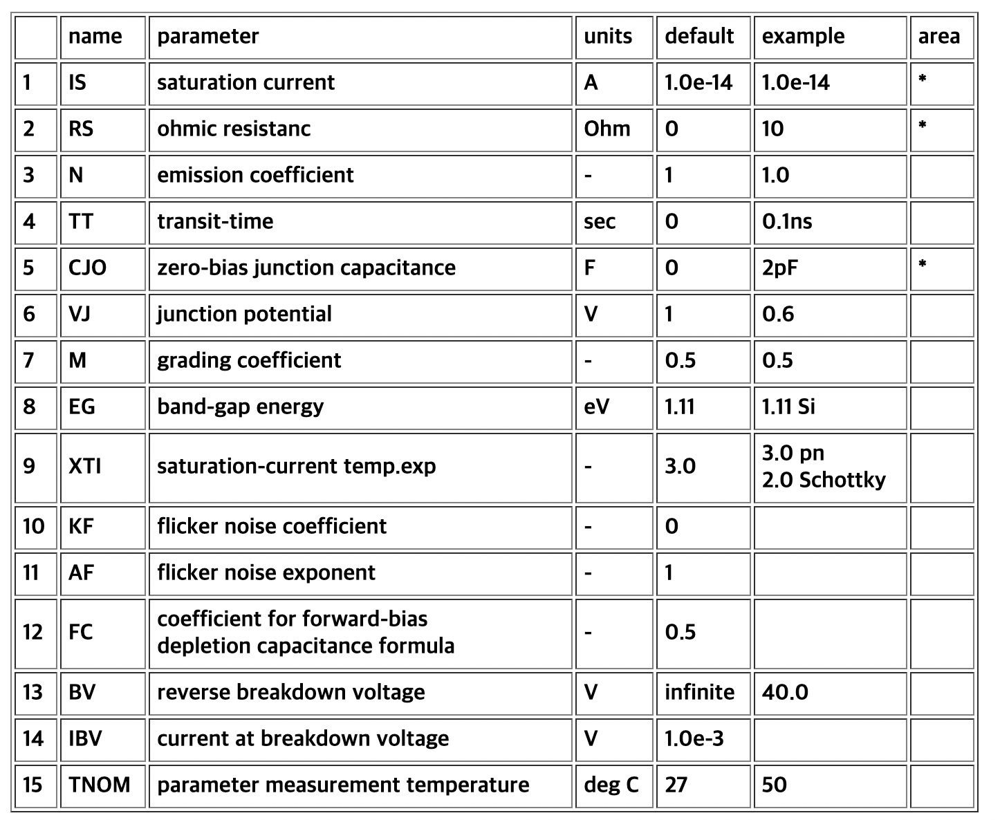 name parameter units default example area
1 IS saturation current A 1.0e-14 1.0e-14 *
2 RS ohmic resistanc Ohm 0 10 *
3 N emission coefficient - 1 1.0
4 TT transit-time sec 0 0.1ns
5 CJO zero-bias junction capacitance F 0 2pF *
6 VJ junction potential V 1 0.6
7 M grading coefficient - 0.5 0.5
8 EG band-gap energy eV 1.11 1.11 Si
9 XTI saturation-current temp.exp - 3.0 3.0 pn
2.0 Schottky
10 KF flicker noise coefficient - 0
11 AF flicker noise exponent - 1
12 FC coefficient for forward-bias
depletion capacitance formula - 0.5
13 BV reverse breakdown voltage V infinite 40.0
14 IBV current at breakdown voltage V 1.0e-3
15 TNOM parameter measurement temperature deg C 27 50